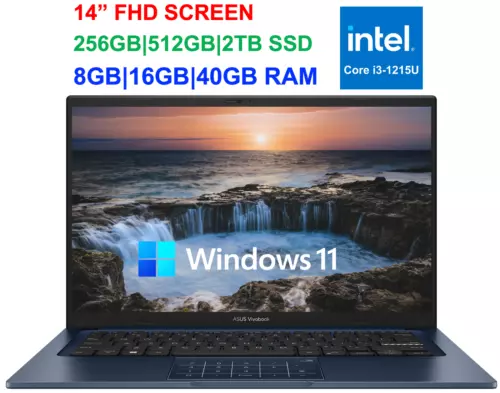 14” FHD SCREEN
256GB|512GB|2TB SSD
8GB|16GB|40GB RAM
intel.
Core i3-1215U
Windows 11
ASUS Vivobook